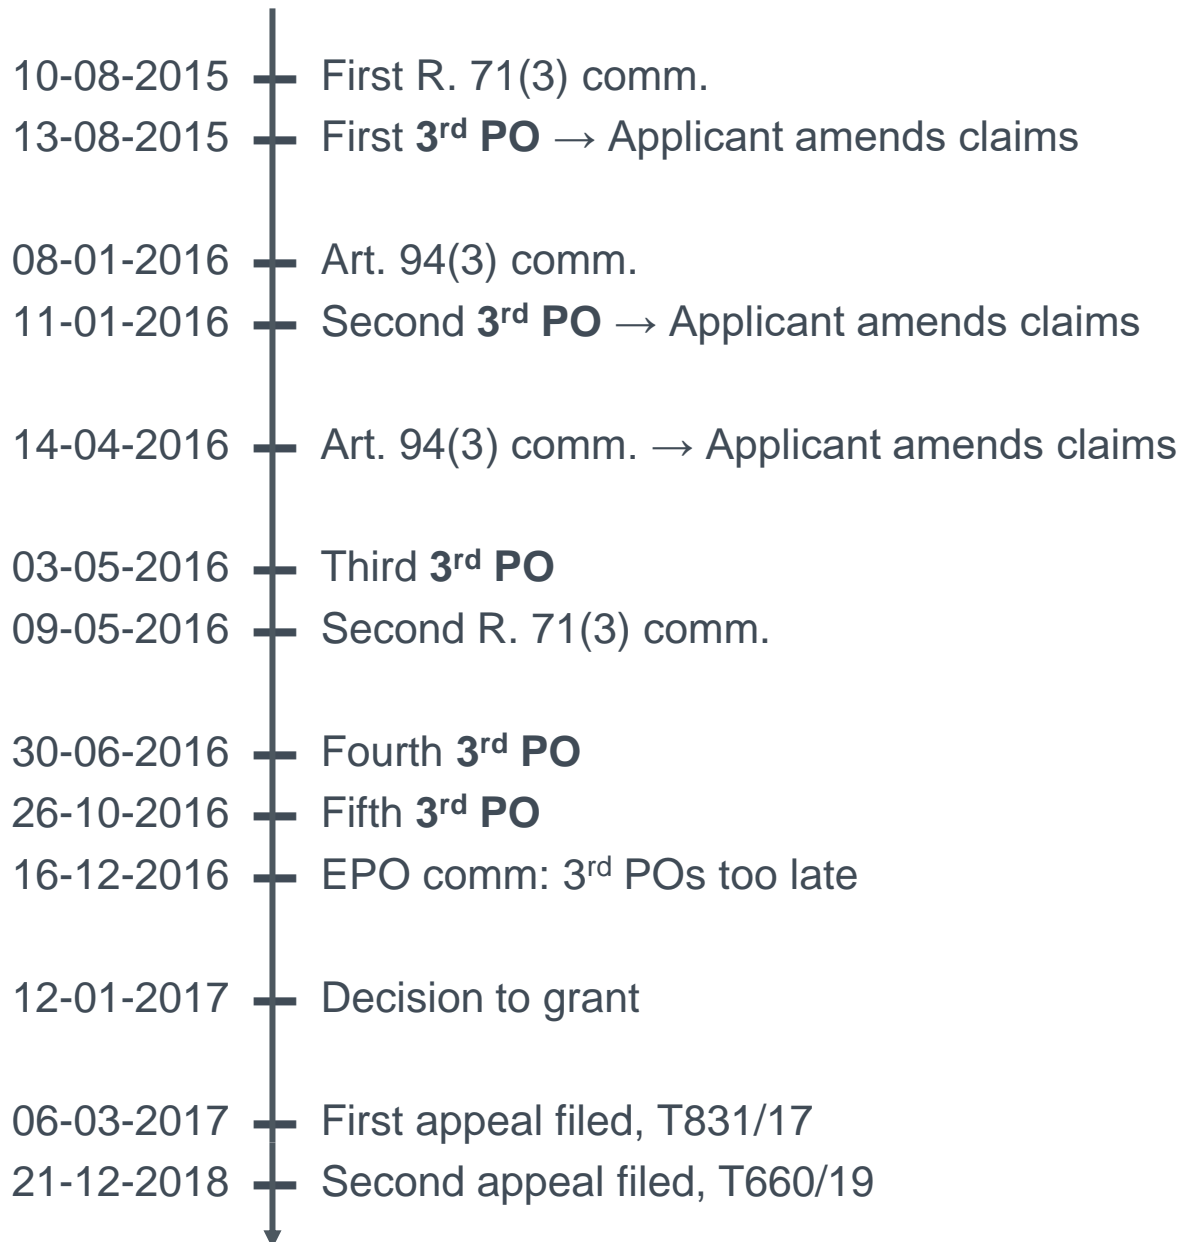 10-08-2015 First R. 71(3) comm.
13-08-2015 First 3rd PO → Applicant amends claims
08-01-2016 Art. 94(3) comm.
11-01-2016 Second 3rd PO → Applicant amends claims
14-04-2016 Art. 94(3) comm. → Applicant amends claims
03-05-2016 Third 3rd PO
09-05-2016 Second R. 71(3) comm.
30-06-2016 Fourth 3rd PO
26-10-2016 Fifth 3rd PO
16-12-2016 EPO comm: 3rd POs too late
12-01-2017 Decision to grant
06-03-2017 First appeal filed, T831/17
21-12-2018 Second appeal filed, T660/19